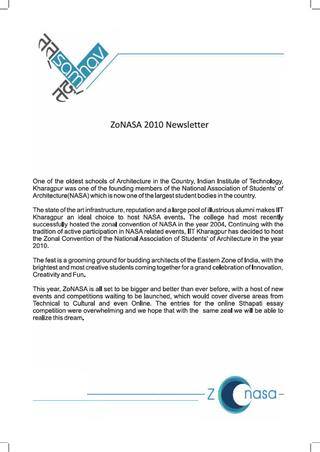 तत् samhav तत्
ZoNASA 2010 Newsletter
One of the oldest schools of Architecture in the Country, Indian Institute of Technology,
Kharagpur was one of the founding members of the National Association of Students' of
Architecture(NASA) which is now one of the largest student bodies in the country.
The state of the art infrastructure, reputation and a large pool of illustrious alumni makes IIT
Kharagpur an ideal choice to host NASA events. The college had most recently
successfully hosted the zonal convention of NASA in the year 2004. Continuing with the
tradition of active participation in NASA related events, IIT Kharagpur has decided to host
the Zonal Convention of the National Association of Students' of Architecture in the year
2010.
The fest is a grooming ground for budding architects of the Eastern Zone of India, with the
brightest and most creative students coming together for a grand celebration of Innovation,
Creativity and Fun.
This year, ZoNASA is all set to be bigger and better than ever before, with a host of new
events and competitions waiting to be launched, which would cover diverse areas from
Technical to Cultural and even Online. The entries for the online Sthapati essay
competition were overwhelming and we hope that with the same zeal we will be able to
realize this dream.
Z nasa